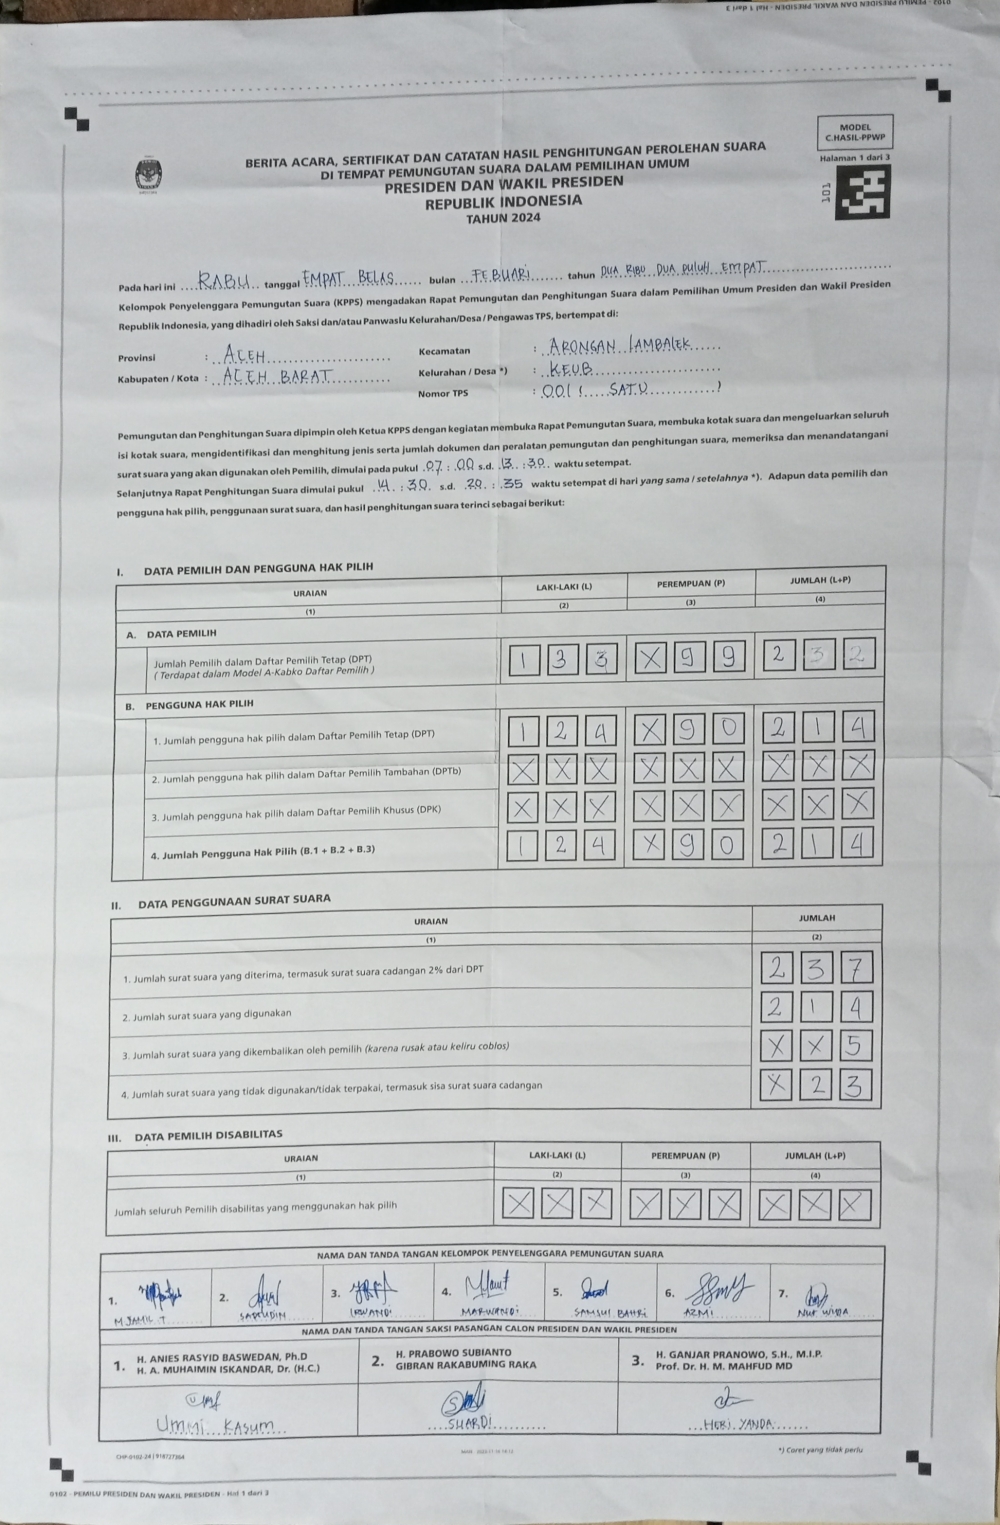 0102 - PEMILU PRESIDEN DAN WAKIL PRESIDEN - Hal 1 dari 3
MODEL
C.HASIL-PPWP
Halaman 1 dari 3
101
BERITA ACARA, SERTIFIKAT DAN CATATAN HASIL PENGHITUNGAN PEROLEHAN SUARA
DI TEMPAT PEMUNGUTAN SUARA DALAM PEMILIHAN UMUM
PRESIDEN DAN WAKIL PRESIDEN
REPUBLIK INDONESIA
TAHUN 2024
Pada hari ini RABU tanggal EMPAT BELAS bulan FEBUARI tahun DUA RIBU DUA PULUH EMPAT
Kelompok Penyelenggara Pemungutan Suara (KPPS) mengadakan Rapat Pemungutan dan Penghitungan Suara dalam Pemilihan Umum Presiden dan Wakil Presiden
Republik Indonesia, yang dihadiri oleh Saksi dan/atau Panwaslu Kelurahan/Desa / Pengawas TPS, bertempat di:
Provinsi : ACEH
Kecamatan : ARONGAN LAMBALEK
Kabupaten / Kota : ACEH BARAT
Kelurahan / Desa *) : KEUB
Nomor TPS : 001 ( SATU )
Pemungutan dan Penghitungan Suara dipimpin oleh Ketua KPPS dengan kegiatan membuka Rapat Pemungutan Suara, membuka kotak suara dan mengeluarkan seluruh
isi kotak suara, mengidentifikasi dan menghitung jenis serta jumlah dokumen dan peralatan pemungutan dan penghitungan suara, memeriksa dan menandatangani
surat suara yang akan digunakan oleh Pemilih, dimulai pada pukul 07 : 00 s.d. 13 : 30 waktu setempat.
Selanjutnya Rapat Penghitungan Suara dimulai pukul 14 : 30 s.d. 20 : 35 waktu setempat di hari yang sama / setelahnya *). Adapun data pemilih dan
pengguna hak pilih, penggunaan surat suara, dan hasil penghitungan suara terinci sebagai berikut:
I. DATA PEMILIH DAN PENGGUNA HAK PILIH
URAIAN LAKI-LAKI (L) PEREMPUAN (P) JUMLAH (L+P)
(1) (2) (3) (4)
A. DATA PEMILIH
Jumlah Pemilih dalam Daftar Pemilih Tetap (DPT) 1 3 3 X 9 9 2 3 2
( Terdapat dalam Model A-Kabko Daftar Pemilih )
B. PENGGUNA HAK PILIH
1. Jumlah pengguna hak pilih dalam Daftar Pemilih Tetap (DPT) 1 2 4 X 9 0 2 1 4
2. Jumlah pengguna hak pilih dalam Daftar Pemilih Tambahan (DPTb) X X X X X X X X X
3. Jumlah pengguna hak pilih dalam Daftar Pemilih Khusus (DPK) X X X X X X X X X
4. Jumlah Pengguna Hak Pilih (B.1 + B.2 + B.3) 1 2 4 X 9 0 2 1 4
II. DATA PENGGUNAAN SURAT SUARA
URAIAN JUMLAH
(1) (2)
1. Jumlah surat suara yang diterima, termasuk surat suara cadangan 2% dari DPT 2 3 7
2. Jumlah surat suara yang digunakan 2 1 4
3. Jumlah surat suara yang dikembalikan oleh pemilih (karena rusak atau keliru coblos) X X 5
4. Jumlah surat suara yang tidak digunakan/tidak terpakai, termasuk sisa surat suara cadangan X 2 3
III. DATA PEMILIH DISABILITAS
URAIAN LAKI-LAKI (L) PEREMPUAN (P) JUMLAH (L+P)
(1) (2) (3) (4)
Jumlah seluruh Pemilih disabilitas yang menggunakan hak pilih X X X X X X X X X
NAMA DAN TANDA TANGAN KELOMPOK PENYELENGGARA PEMUNGUTAN SUARA
1. 2. 3. 4. 5. 6. 7.
M JAMIL T SAPRUDIN IRWANDI MARWANDI SAMSUL BAHRI AZMI NUR WIDA
NAMA DAN TANDA TANGAN SAKSI PASANGAN CALON PRESIDEN DAN WAKIL PRESIDEN
1. H. ANIES RASYID BASWEDAN, Ph.D
H. A. MUHAIMIN ISKANDAR, Dr. (H.C.)
2. H. PRABOWO SUBIANTO
GIBRAN RAKABUMING RAKA
3. H. GANJAR PRANOWO, S.H., M.I.P.
Prof. Dr. H. M. MAHFUD MD
UMMI KASUM SUARDI HERI YANDA
CHP-0102-24 | 918727304
*) Coret yang tidak perlu
0102 - PEMILU PRESIDEN DAN WAKIL PRESIDEN - Hal 1 dari 3